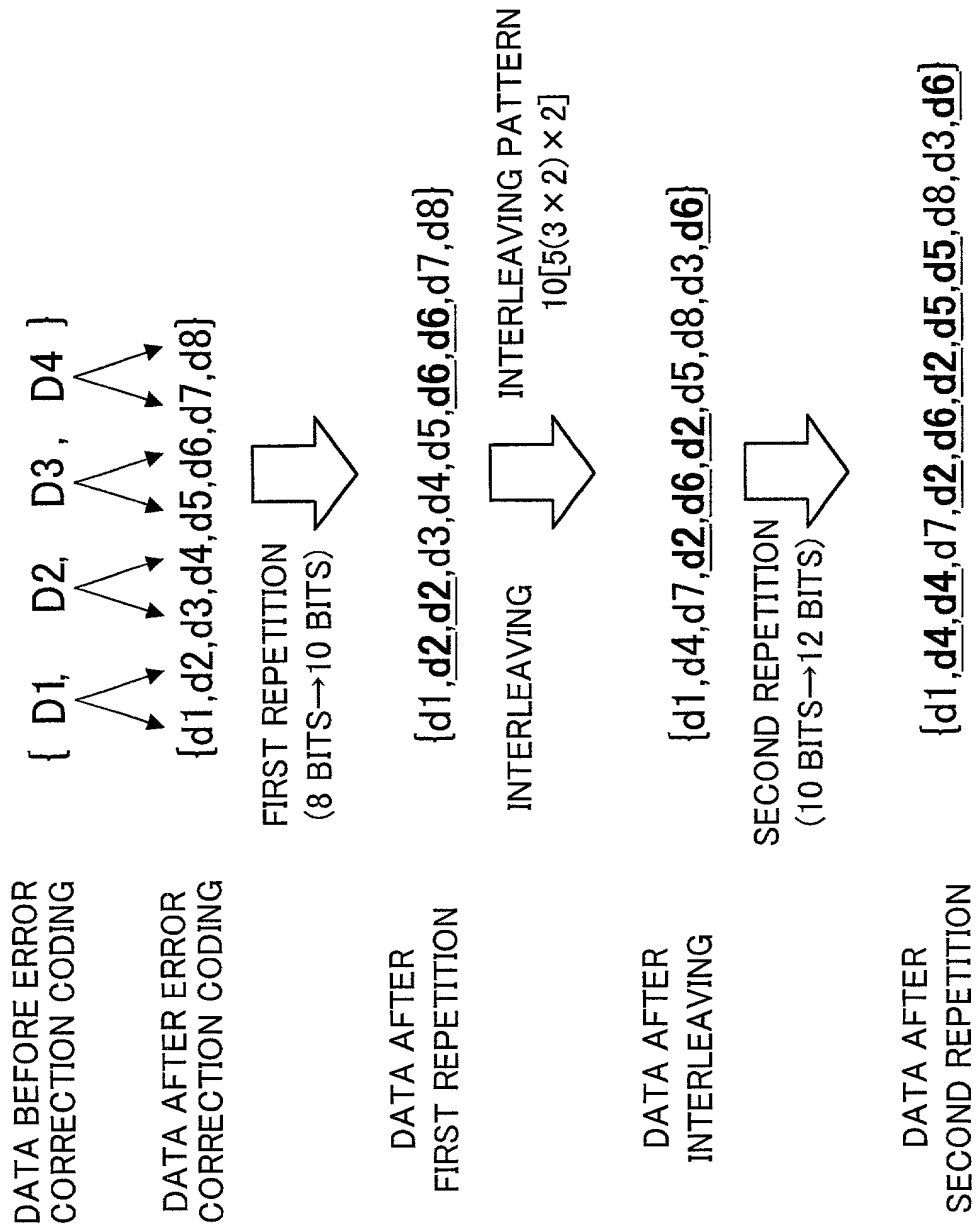 DATA BEFORE ERROR
CORRECTION CODING
{ D1, D2, D3, D4 }
DATA AFTER ERROR
CORRECTION CODING
{d1,d2,d3,d4,d5,d6,d7,d8}
FIRST REPETITION
(8 BITS→10 BITS)
DATA AFTER
FIRST REPETITION
{d1,d2,d2,d3,d4,d5,d6,d6,d7,d8}
INTERLEAVING
INTERLEAVING PATTERN
10[5(3×2)×2]
DATA AFTER
INTERLEAVING
{d1,d4,d7,d2,d6,d2,d5,d8,d3,d6}
SECOND REPETITION
(10 BITS→12 BITS)
DATA AFTER
SECOND REPETITION
{d1,d4,d4,d7,d2,d6,d2,d5,d5,d8,d3,d6}